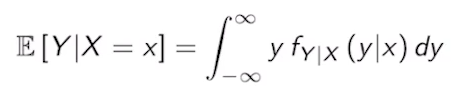 𝔼[Y|X = x] = ∫_{-∞}^{∞} y f_{Y|X} (y|x) dy